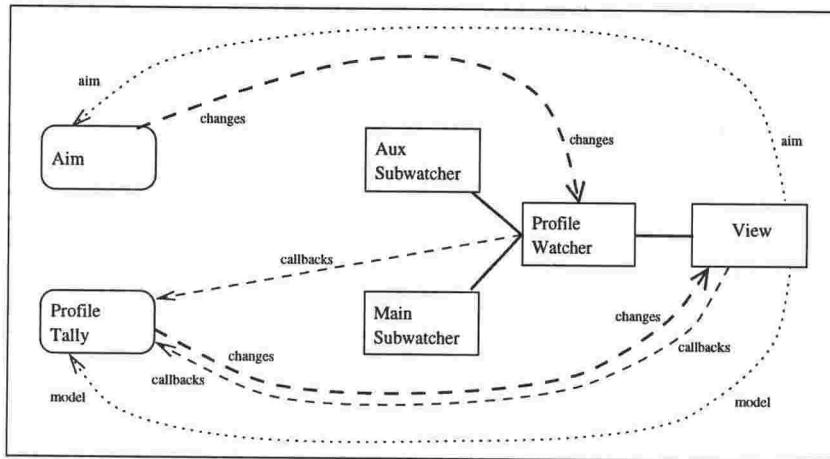 aim
changes
Aim
Aux
Subwatcher
changes
aim
Profile
Watcher
View
callbacks
Profile
Tally
Main
Subwatcher
changes
changes
callbacks
callbacks
model
model